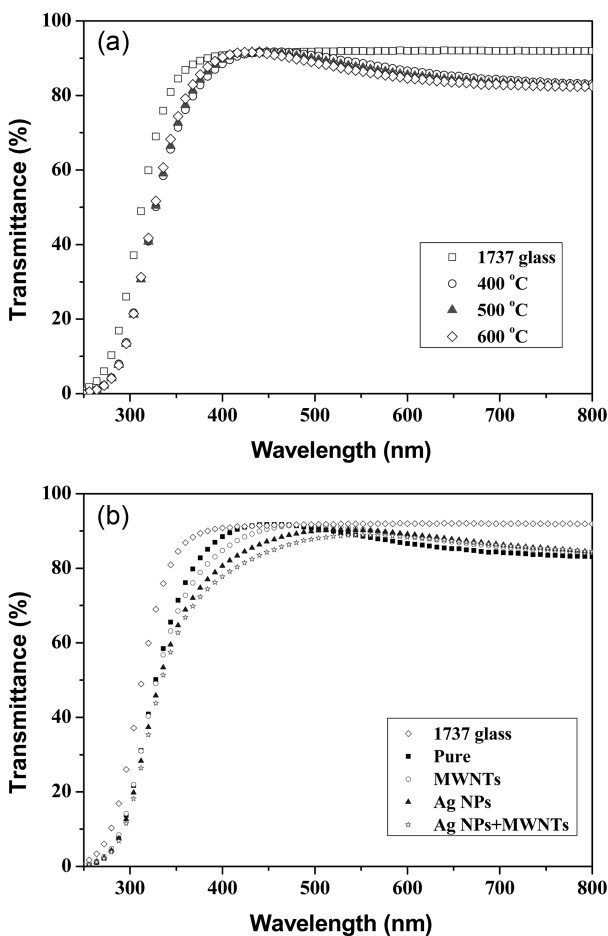 (a)
Transmittance (%)
100
80
60
40
20
0
1737 glass
400 °C
500 °C
600 °C
300 400 500 600 700 800
Wavelength (nm)
(b)
Transmittance (%)
100
80
60
40
20
0
1737 glass
Pure
MWNTs
Ag NPs
Ag NPs+MWNTs
300 400 500 600 700 800
Wavelength (nm)